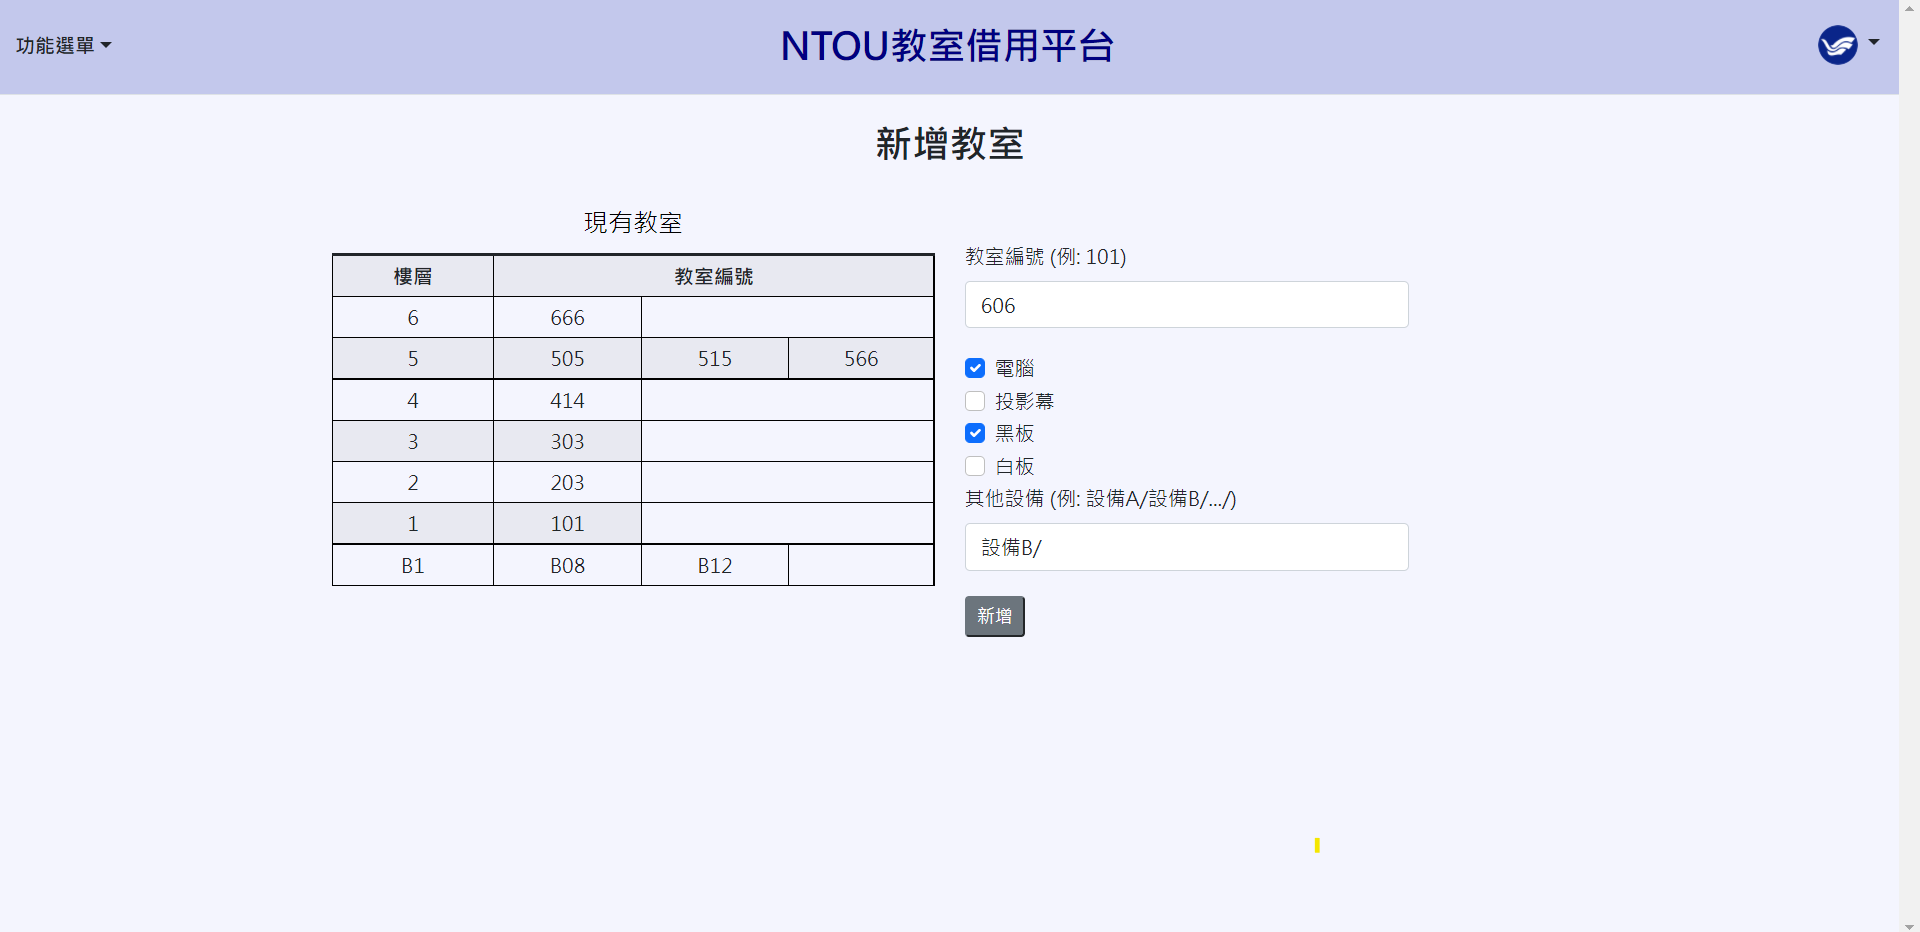 功能選單
NTOU教室借用平台
新增教室
現有教室
樓層 教室編號
6 666
5 505 515 566
4 414
3 303
2 203
1 101
B1 B08 B12
教室編號 (例: 101)
606
電腦
投影幕
黑板
白板
其他設備 (例: 設備A/設備B/.../)
設備B/
新增